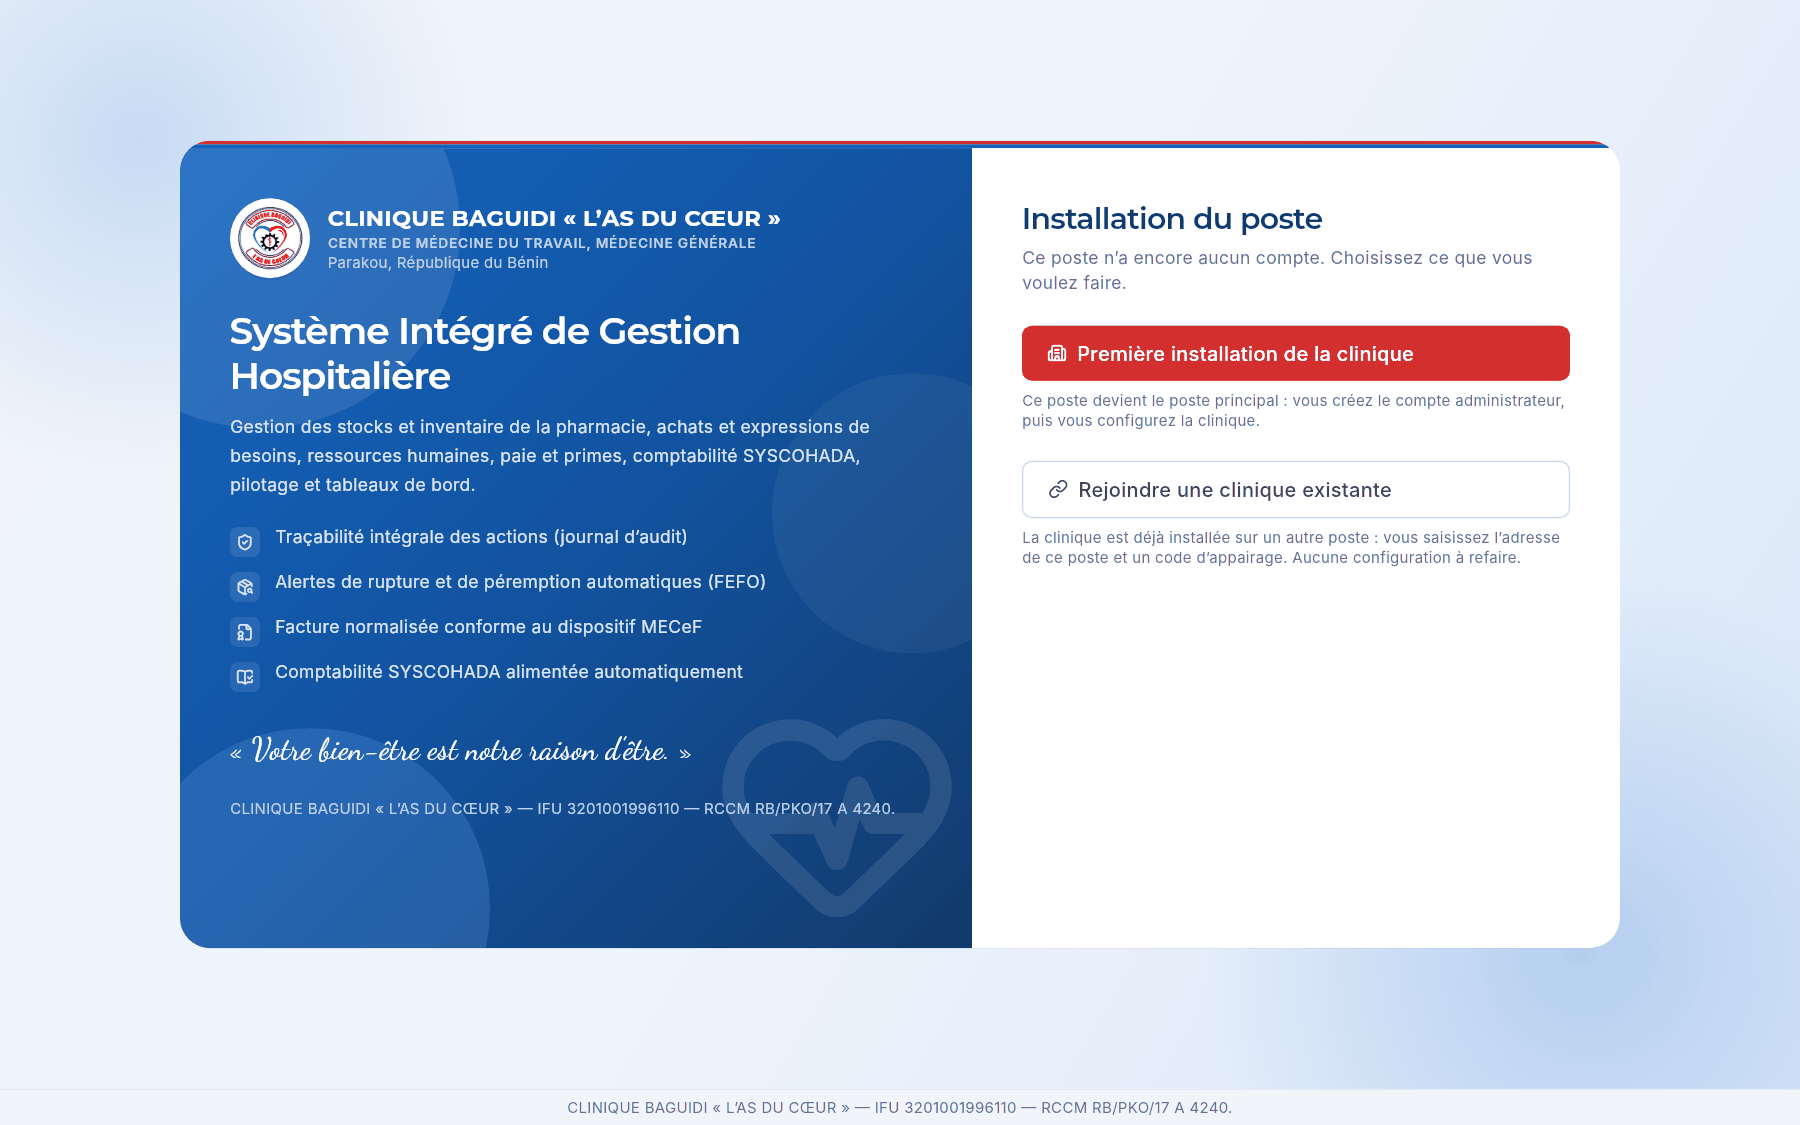 CLINIQUE BAGUIDI « L’AS DU CŒUR »
CENTRE DE MÉDECINE DU TRAVAIL, MÉDECINE GÉNÉRALE
Parakou, République du Bénin
Système Intégré de Gestion
Hospitalière
Gestion des stocks et inventaire de la pharmacie, achats et expressions de
besoins, ressources humaines, paie et primes, comptabilité SYSCOHADA,
pilotage et tableaux de bord.
Traçabilité intégrale des actions (journal d’audit)
Alertes de rupture et de péremption automatiques (FEFO)
Facture normalisée conforme au dispositif MECeF
Comptabilité SYSCOHADA alimentée automatiquement
« Votre bien-être est notre raison d’être. »
CLINIQUE BAGUIDI « L’AS DU CŒUR » — IFU 3201001996110 — RCCM RB/PKO/17 A 4240.
Installation du poste
Ce poste n’a encore aucun compte. Choisissez ce que vous
voulez faire.
Première installation de la clinique
Ce poste devient le poste principal : vous créez le compte administrateur,
puis vous configurez la clinique.
Rejoindre une clinique existante
La clinique est déjà installée sur un autre poste : vous saisissez l’adresse
de ce poste et un code d’appairage. Aucune configuration à refaire.
CLINIQUE BAGUIDI « L’AS DU CŒUR » — IFU 3201001996110 — RCCM RB/PKO/17 A 4240.